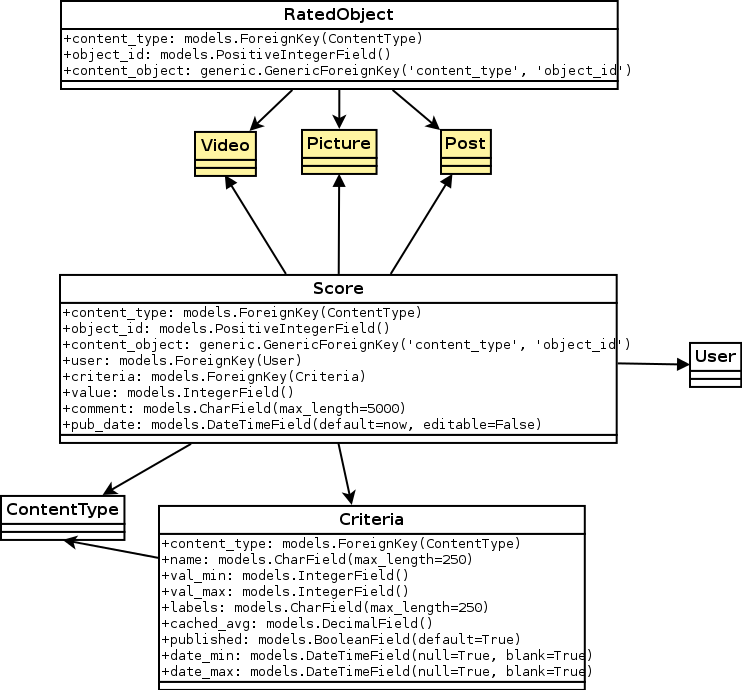 RatedObject
+content_type: models.ForeignKey(ContentType)
+object_id: models.PositiveIntegerField()
+content_object: generic.GenericForeignKey('content_type', 'object_id')
Video
Picture
Post
Score
+content_type: models.ForeignKey(ContentType)
+object_id: models.PositiveIntegerField()
+content_object: generic.GenericForeignKey('content_type', 'object_id')
+user: models.ForeignKey(User)
+criteria: models.ForeignKey(Criteria)
+value: models.IntegerField()
+comment: models.CharField(max_length=5000)
+pub_date: models.DateTimeField(default=now, editable=False)
User
ContentType
Criteria
+content_type: models.ForeignKey(ContentType)
+name: models.CharField(max_length=250)
+val_min: models.IntegerField()
+val_max: models.IntegerField()
+labels: models.CharField(max_length=250)
+cached_avg: models.DecimalField()
+published: models.BooleanField(default=True)
+date_min: models.DateTimeField(null=True, blank=True)
+date_max: models.DateTimeField(null=True, blank=True)